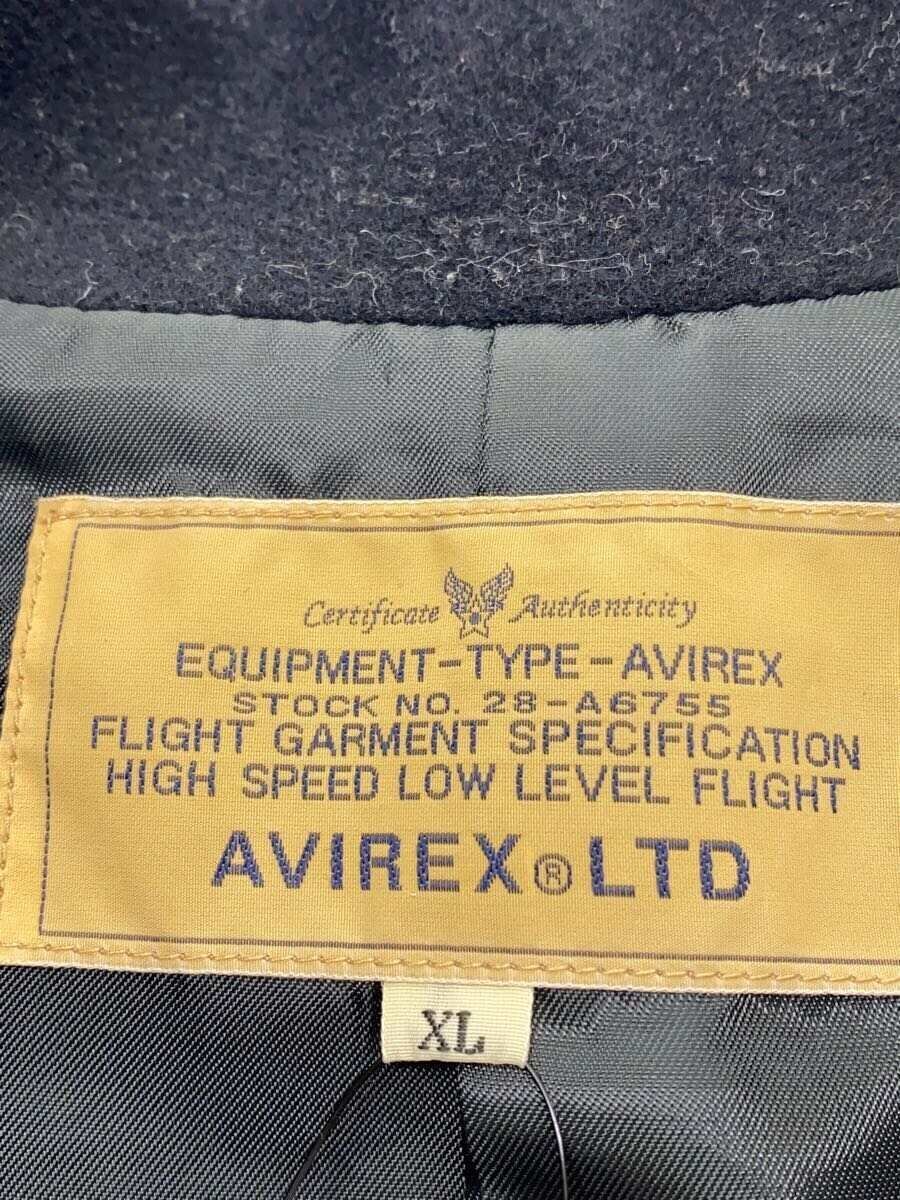 Certificate Authenticity
EQUIPMENT-TYPE-AVIREX
STOCK NO. 28-A6755
FLIGHT GARMENT SPECIFICATION
HIGH SPEED LOW LEVEL FLIGHT
AVIREX® LTD
XL